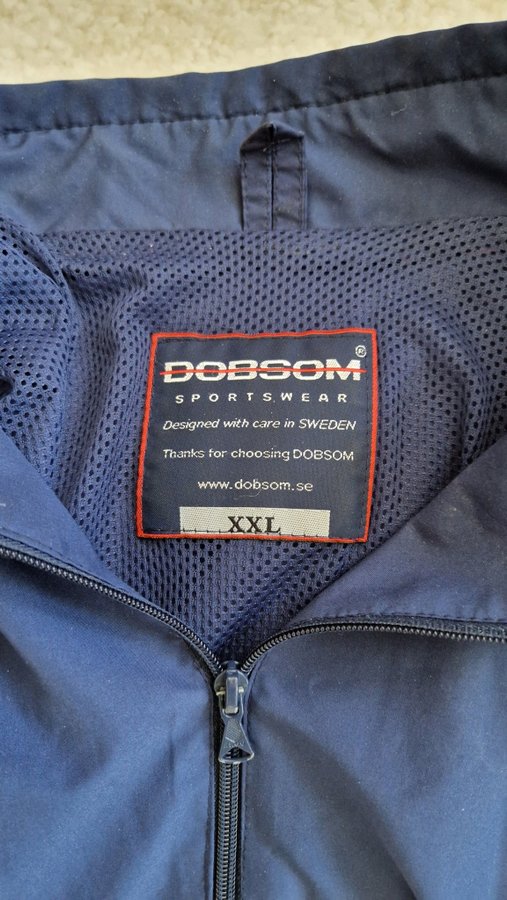 DOBSOM®
SPORTSWEAR
Designed with care in SWEDEN
Thanks for choosing DOBSOM
www.dobsom.se
XXL